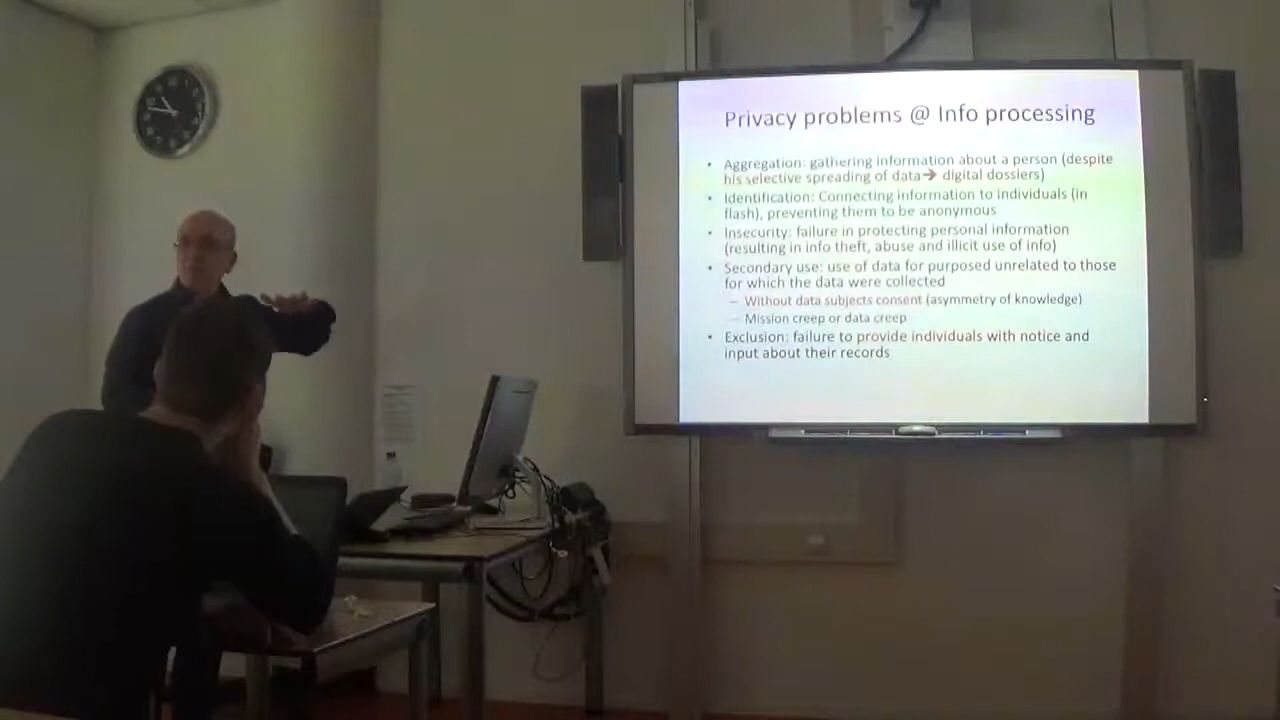 Privacy problems @ Info processing
• Aggregation: gathering information about a person (despite
his selective spreading of data➔ digital dossiers)
• Identification: Connecting information to individuals (in
flash), preventing them to be anonymous
• Insecurity: failure in protecting personal information
(resulting in info theft, abuse and illicit use of info)
• Secondary use: use of data for purposed unrelated to those
for which the data were collected
– Without data subjects consent (asymmetry of knowledge)
– Mission creep or data creep
• Exclusion: failure to provide individuals with notice and
input about their records